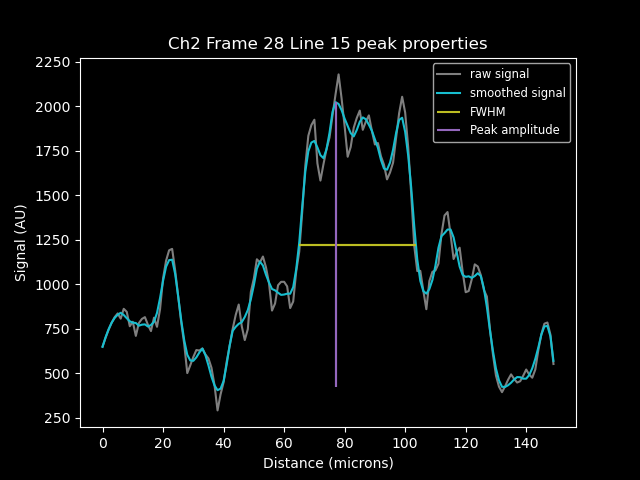 Ch2 Frame 28 Line 15 peak properties
raw signal
smoothed signal
FWHM
Peak amplitude
Signal (AU)
2250
2000
1750
1500
1250
1000
750
500
250
0 20 40 60 80 100 120 140
Distance (microns)